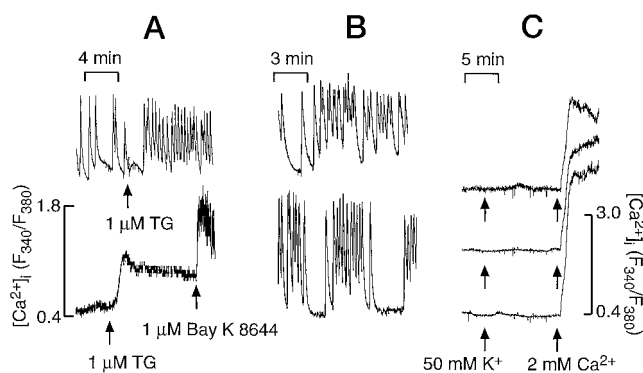 A
B
C
4 min
3 min
5 min
1 µM TG
[Ca²⁺]ᵢ (F₃₄₀/F₃₈₀)
1.8
0.4
1 µM Bay K 8644
1 µM TG
[Ca²⁺]ᵢ (F₃₄₀/F₃₈₀)
3.0
0.4
50 mM K⁺
2 mM Ca²⁺